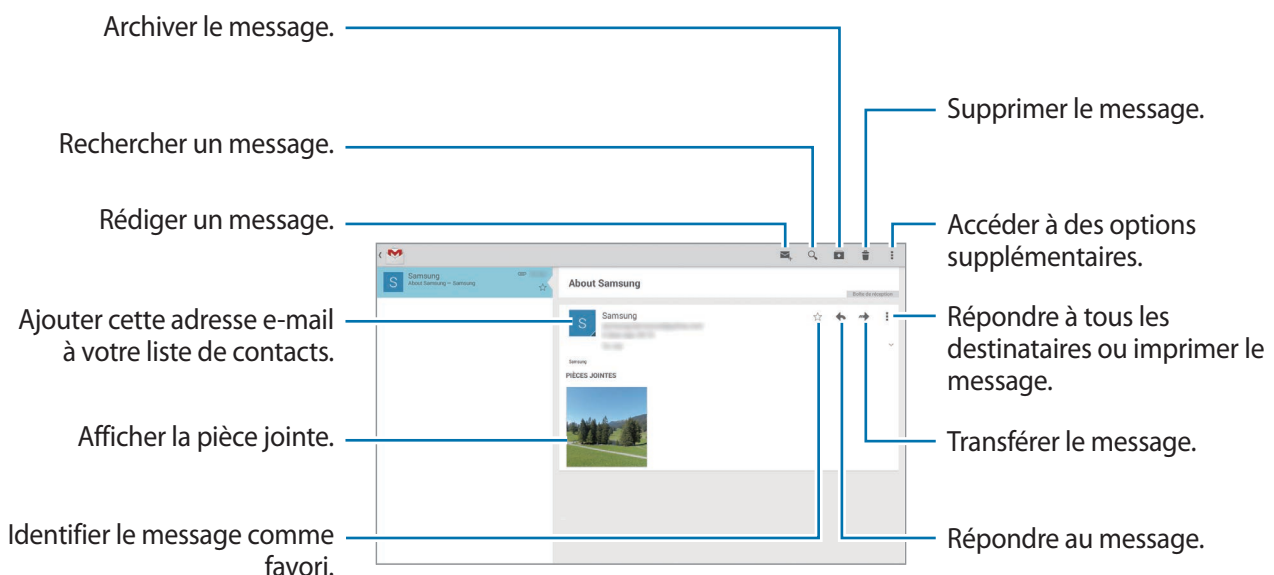 Archiver le message.
Supprimer le message.
Rechercher un message.
Rédiger un message.
Accéder à des options
supplémentaires.
Samsung
About Samsung – Samsung
S
About Samsung
Boîte de réception
Ajouter cette adresse e-mail
à votre liste de contacts.
S
Samsung
Répondre à tous les
destinataires ou imprimer le
message.
Samsung
PIÈCES JOINTES
Afficher la pièce jointe.
Transférer le message.
Identifier le message comme
favori.
Répondre au message.